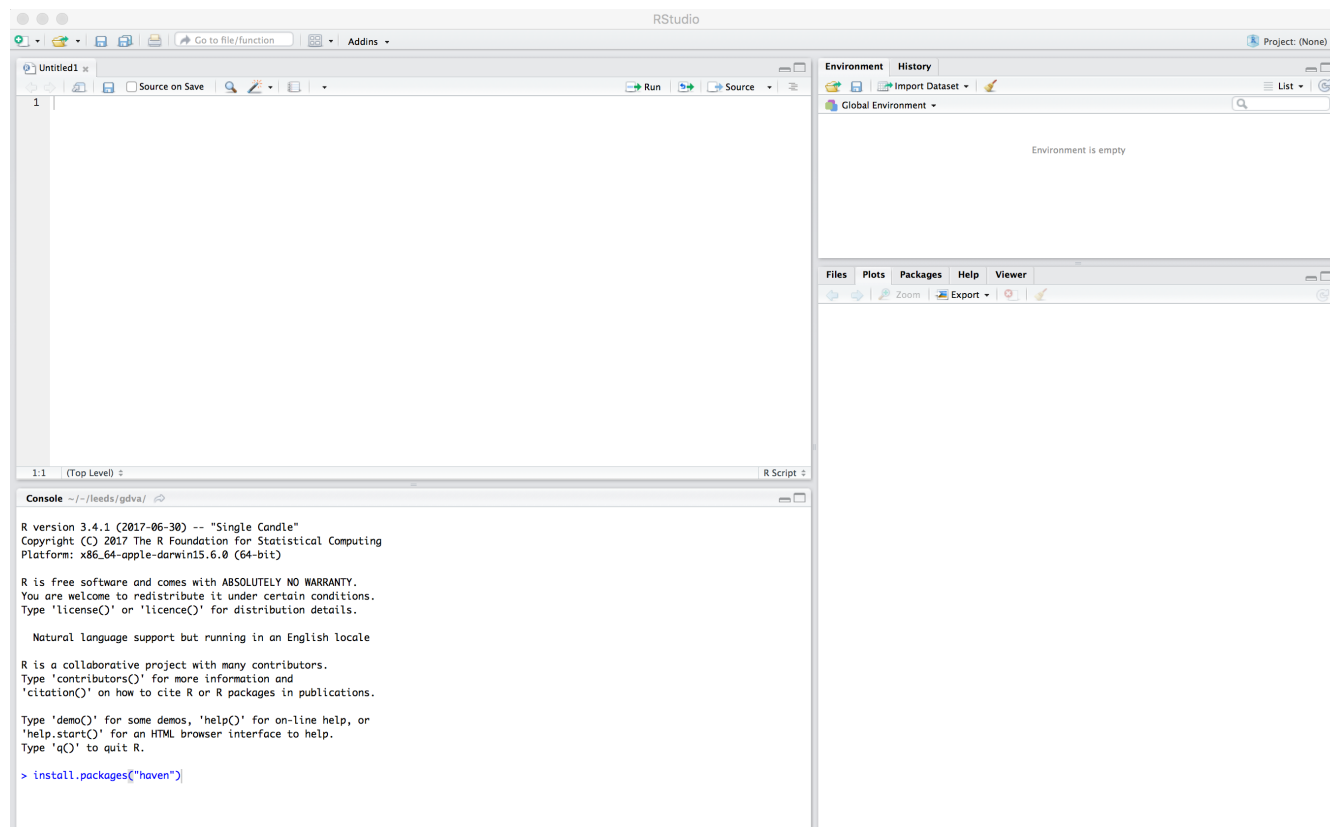 RStudio
Go to file/function
Addins
Project: (None)
Untitled1
Source on Save
Run
Source
1
1:1 (Top Level)
R Script
Console ~/-/leeds/gdva/
R version 3.4.1 (2017-06-30) -- "Single Candle"
Copyright (C) 2017 The R Foundation for Statistical Computing
Platform: x86_64-apple-darwin15.6.0 (64-bit)
R is free software and comes with ABSOLUTELY NO WARRANTY.
You are welcome to redistribute it under certain conditions.
Type 'license()' or 'licence()' for distribution details.
Natural language support but running in an English locale
R is a collaborative project with many contributors.
Type 'contributors()' for more information and
'citation()' on how to cite R or R packages in publications.
Type 'demo()' for some demos, 'help()' for on-line help, or
'help.start()' for an HTML browser interface to help.
Type 'q()' to quit R.
> install.packages("haven")
Environment History
Import Dataset
List
Global Environment
Environment is empty
Files Plots Packages Help Viewer
Zoom Export